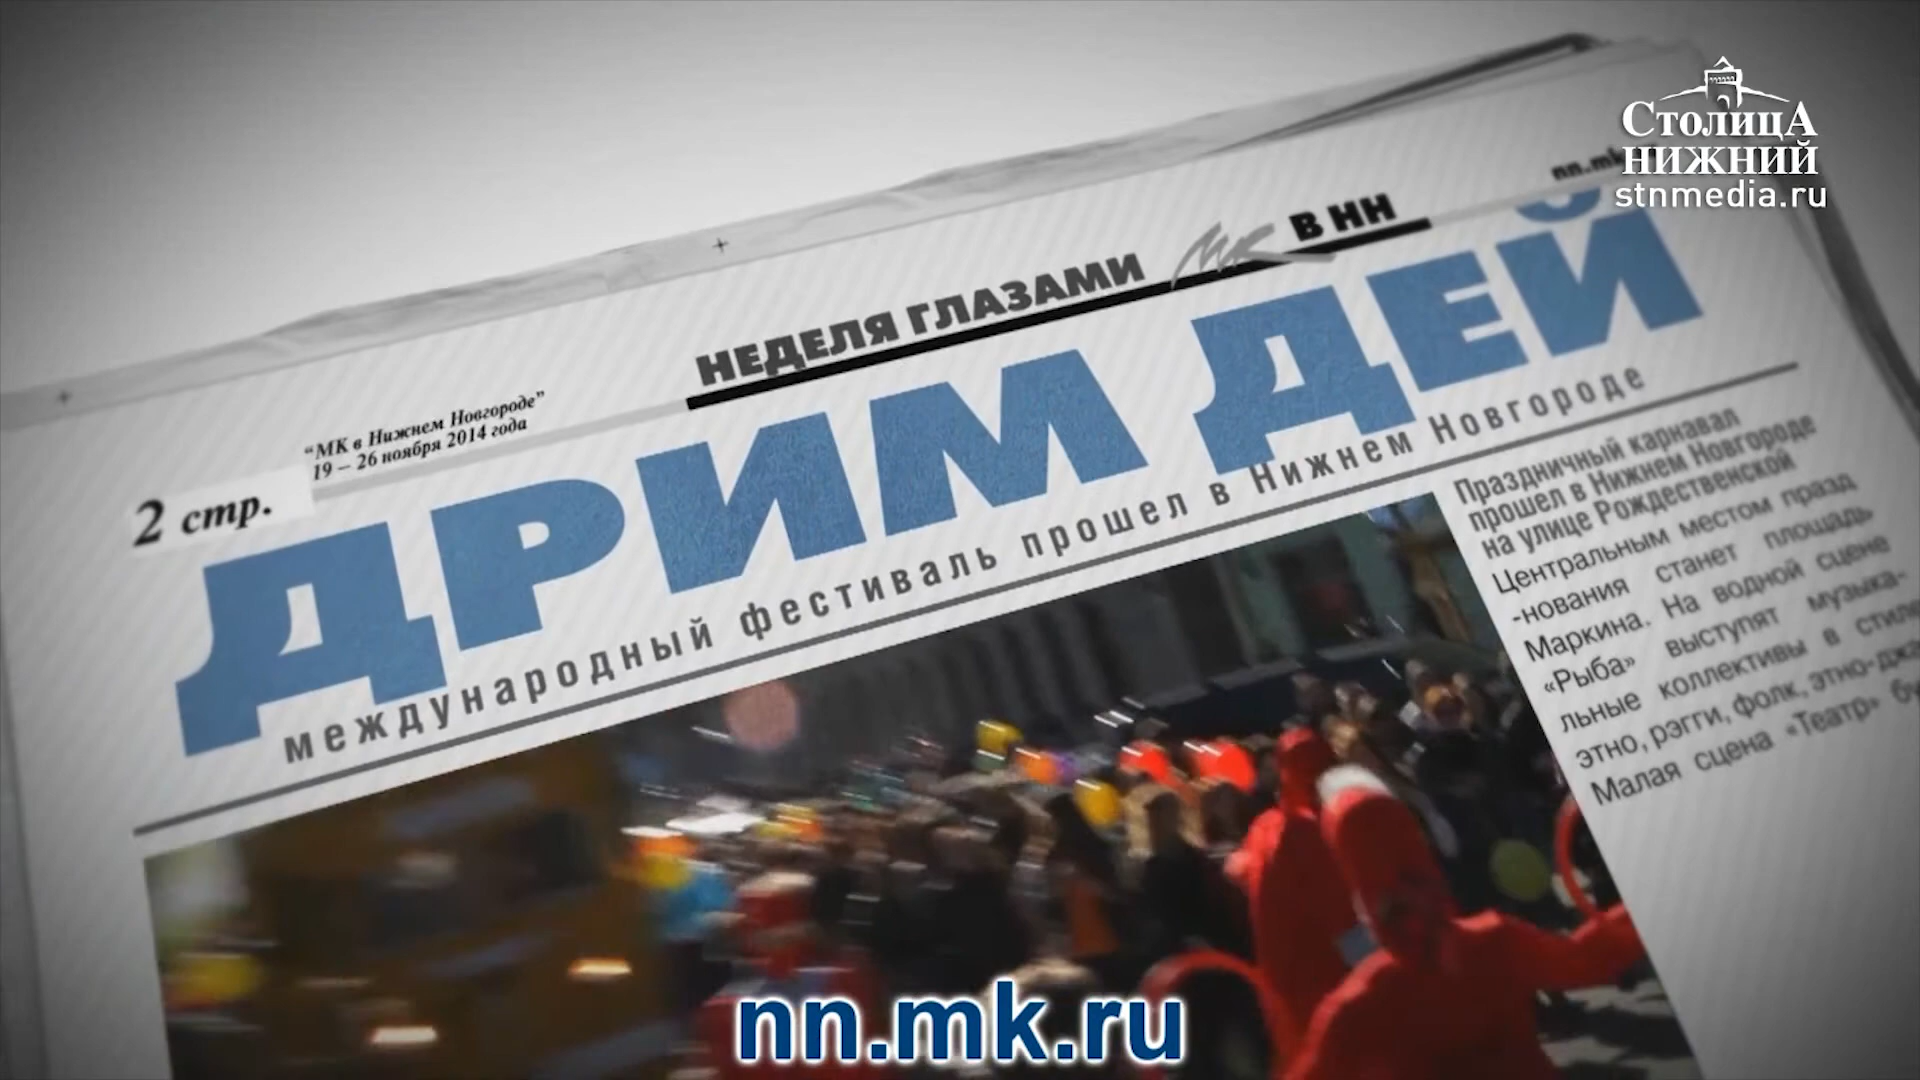 СТОЛИЦА
НИЖНИЙ
stnmedia.ru
НЕДЕЛЯ ГЛАЗАМИ МК В НН
"МК в Нижнем Новгороде"
19 – 26 ноября 2014 года
2 стр.
ДРИМ ДЕЙ
международный фестиваль прошел в Нижнем Новгороде
Праздничный карнавал
прошел в Нижнем Новгороде
на улице Рождественской
Центральным местом празд
-нования станет площадь
Маркина. На водной сцене
«Рыба» выступят музыка-
льные коллективы в стиле
этно, рэгги, фолк, этно-джа
Малая сцена «Театр»
nn.mk.ru